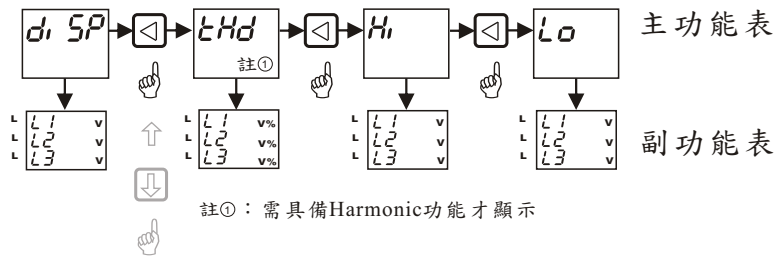 di SP tHd Hi Lo 主功能表
註①
L L1 v L L1 v% L L1 v L L1 v
L L2 v L L2 v% L L2 v L L2 v
L L3 v L L3 v% L L3 v L L3 v
副功能表
註①：需具備Harmonic功能才顯示